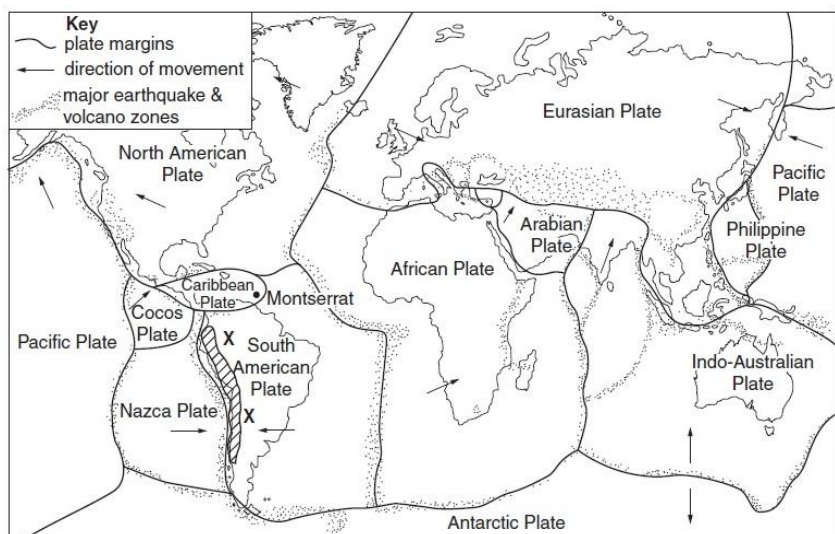 Key
plate margins
direction of movement
major earthquake &
volcano zones
North American
Plate
Eurasian Plate
Pacific
Plate
Philippine
Plate
Arabian
Plate
African Plate
Caribbean
Plate
Montserrat
Cocos
Plate
Pacific Plate
X
South
American
Plate
X
Nazca Plate
Indo-Australian
Plate
Antarctic Plate